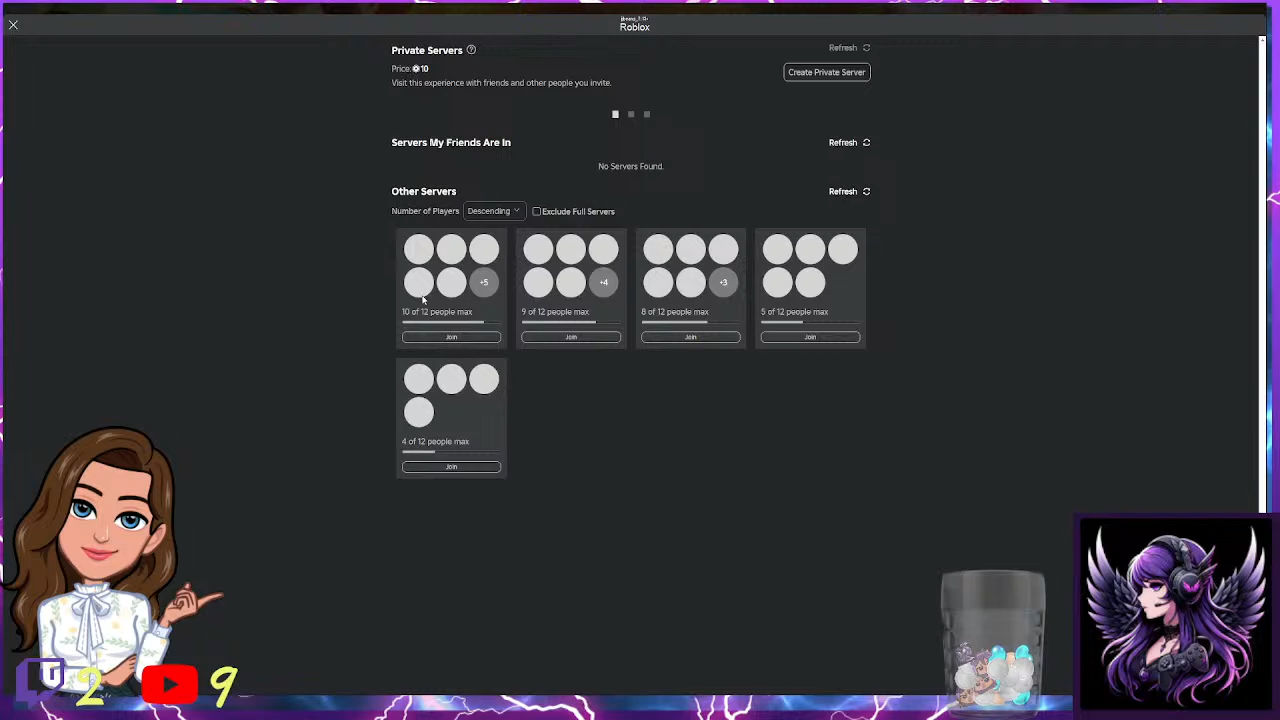 Roblox
Private Servers
Refresh
Price: 10
Create Private Server
Visit this experience with friends and other people you invite.
Servers My Friends Are In
Refresh
No Servers Found.
Other Servers
Refresh
Number of Players Descending Exclude Full Servers
+5
+4
+3
10 of 12 people max
9 of 12 people max
8 of 12 people max
5 of 12 people max
Join
Join
Join
Join
4 of 12 people max
Join
2
9